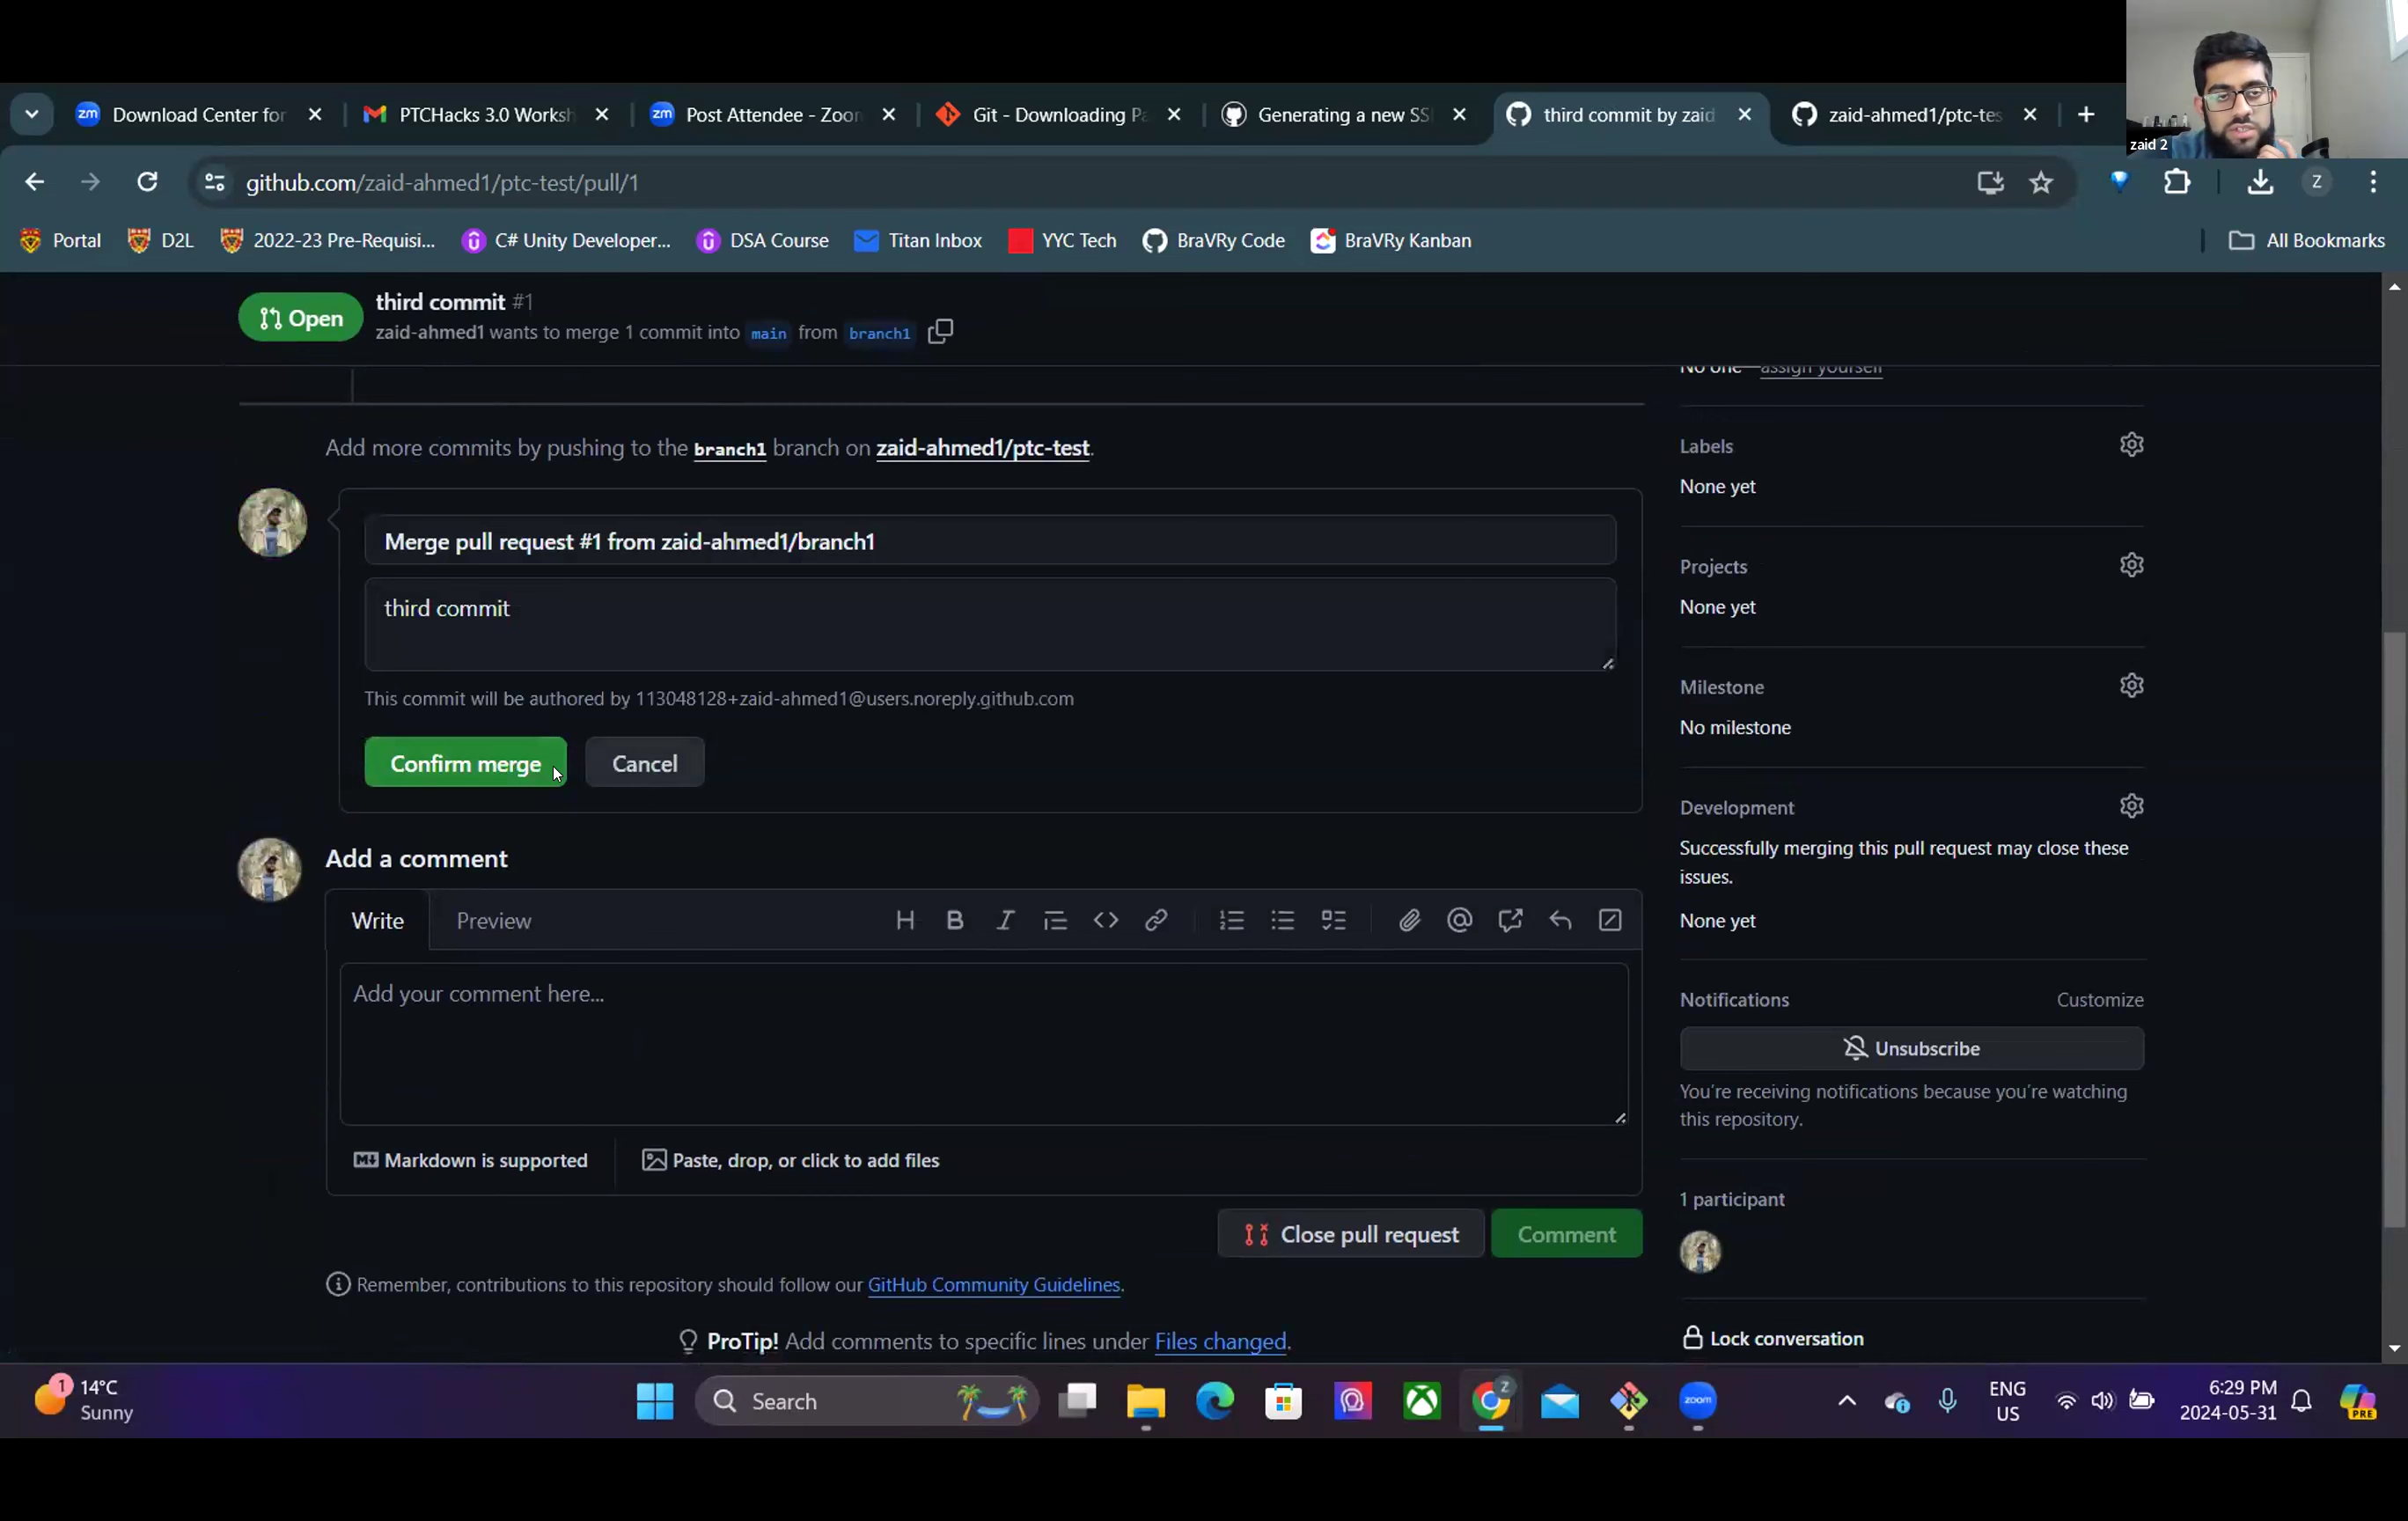 zaid 2
Download Center for
PTCHacks 3.0 Worksh
Post Attendee - Zoom
Git - Downloading Pa
Generating a new SS
third commit by zaid
zaid-ahmed1/ptc-tes
github.com/zaid-ahmed1/ptc-test/pull/1
Z
Portal
D2L
2022-23 Pre-Requisi...
C# Unity Developer...
DSA Course
Titan Inbox
YYC Tech
BraVRy Code
BraVRy Kanban
All Bookmarks
Open
third commit #1
zaid-ahmed1 wants to merge 1 commit into main from branch1
No one—assign yourself
Add more commits by pushing to the branch1 branch on zaid-ahmed1/ptc-test.
Merge pull request #1 from zaid-ahmed1/branch1
third commit
This commit will be authored by 113048128+zaid-ahmed1@users.noreply.github.com
Confirm merge
Cancel
Add a comment
Write
Preview
Add your comment here...
Markdown is supported
Paste, drop, or click to add files
Close pull request
Comment
Remember, contributions to this repository should follow our GitHub Community Guidelines.
ProTip! Add comments to specific lines under Files changed.
Labels
None yet
Projects
None yet
Milestone
No milestone
Development
Successfully merging this pull request may close these
issues.
None yet
Notifications
Customize
Unsubscribe
You're receiving notifications because you're watching
this repository.
1 participant
Lock conversation
1
14°C
Sunny
Search
Z
zoom
ENG
US
6:29 PM
2024-05-31
PRE